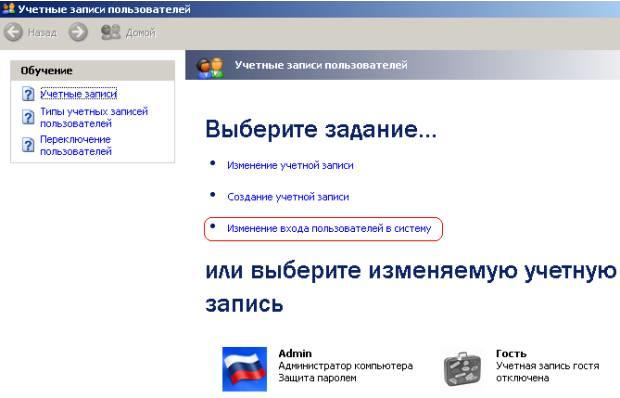 Учетные записи пользователей
Назад
Домой
Обучение
Учетные записи
Типы учетных записей
пользователей
Переключение
пользователей
Учетные записи пользователей
Выберите задание...
Изменение учетной записи
Создание учетной записи
Изменение входа пользователей в систему
или выберите изменяемую учетную
запись
Admin
Администратор компьютера
Защита паролем
Гость
Учетная запись гостя
отключена